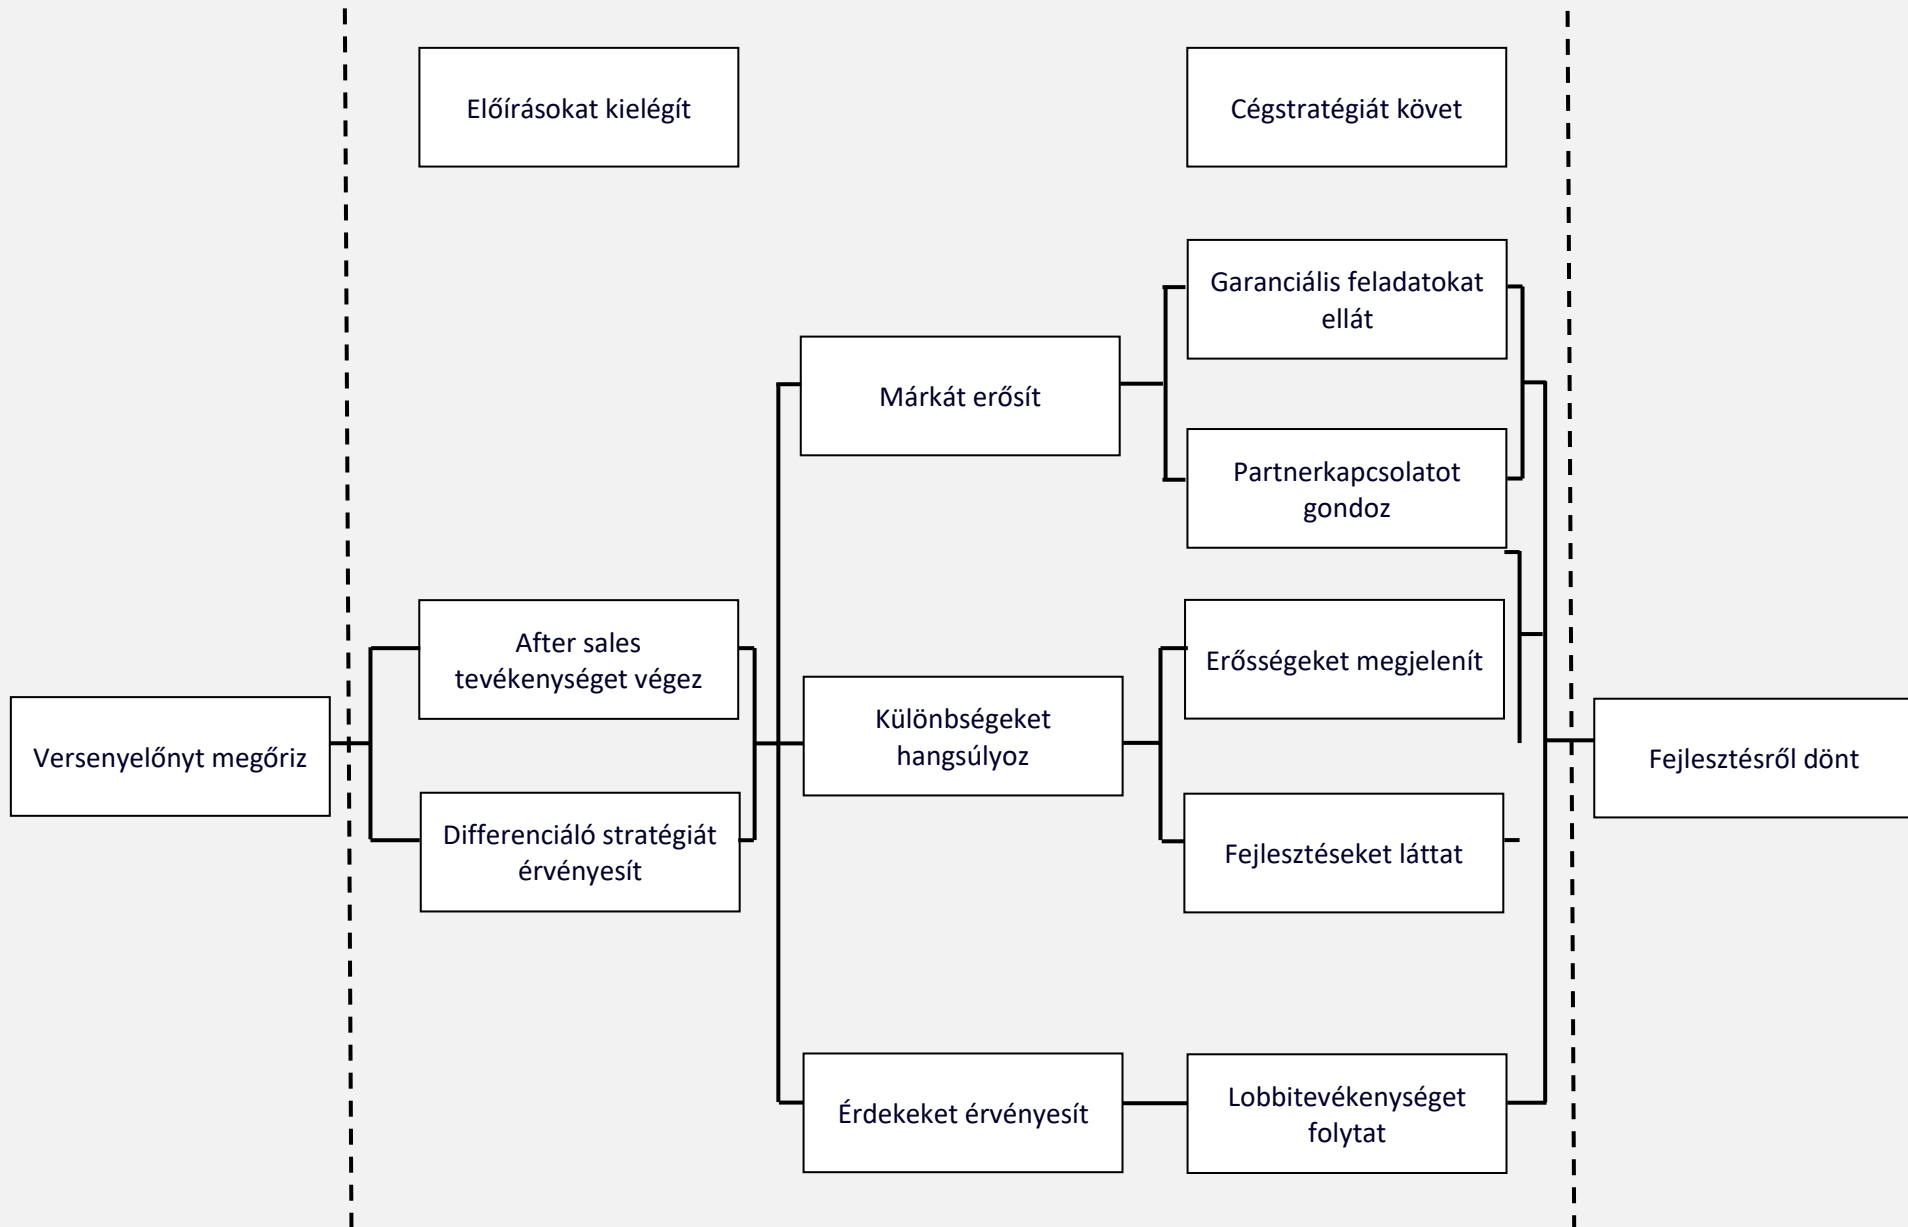 Előírásokat kielégít
Cégstratégiát követ
Garanciális feladatokat
ellát
Márkát erősít
Partnerkapcsolatot
gondoz
After sales
tevékenységet végez
Erősségeket megjelenít
Különbségeket
hangsúlyoz
Versenyelőnyt megőriz
Fejlesztésről dönt
Differenciáló stratégiát
érvényesít
Fejlesztéseket láttat
Érdekeket érvényesít
Lobbitevékenységet
folytat